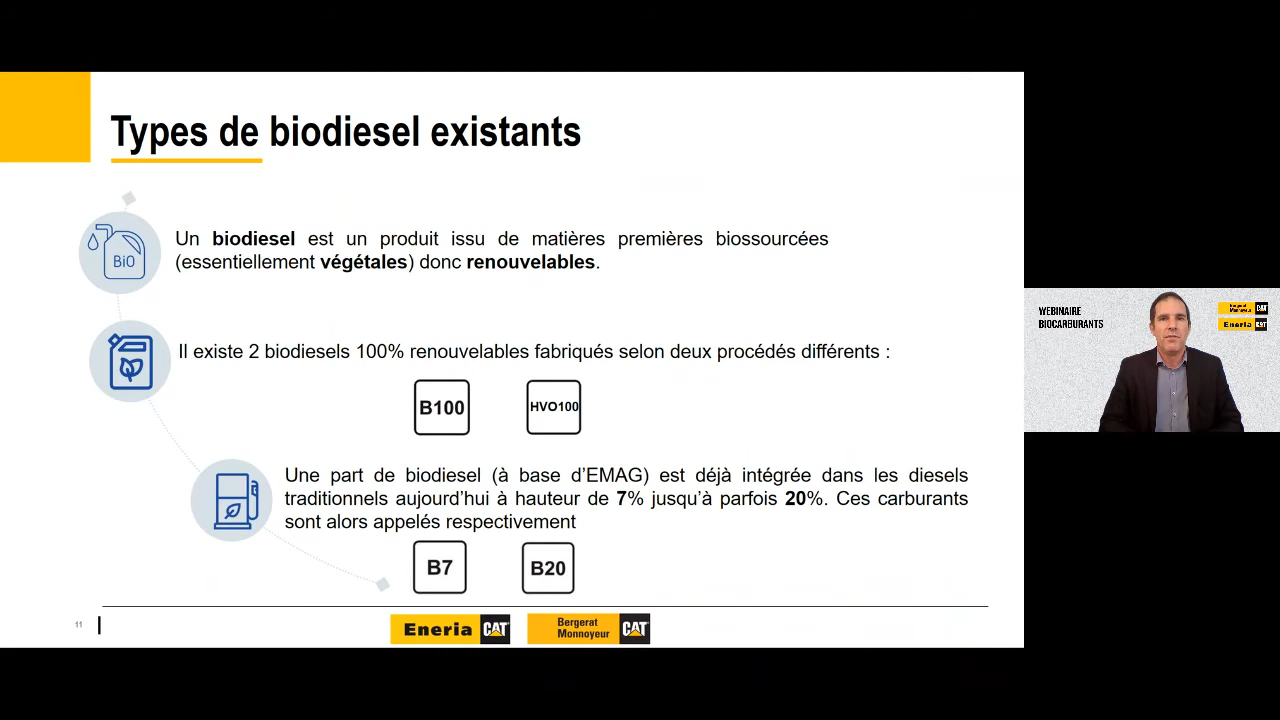 Types de biodiesel existants
BiO
Un biodiesel est un produit issu de matières premières biossourcées
(essentiellement végétales) donc renouvelables.
Il existe 2 biodiesels 100% renouvelables fabriqués selon deux procédés différents :
B100
HVO100
Une part de biodiesel (à base d’EMAG) est déjà intégrée dans les diesels
traditionnels aujourd’hui à hauteur de 7% jusqu’à parfois 20%. Ces carburants
sont alors appelés respectivement
B7
B20
11
Eneria CAT
Bergerat
Monnoyeur CAT
WEBINAIRE
BIOCARBURANTS
Bergerat
Monnoyeur CAT
Eneria CAT